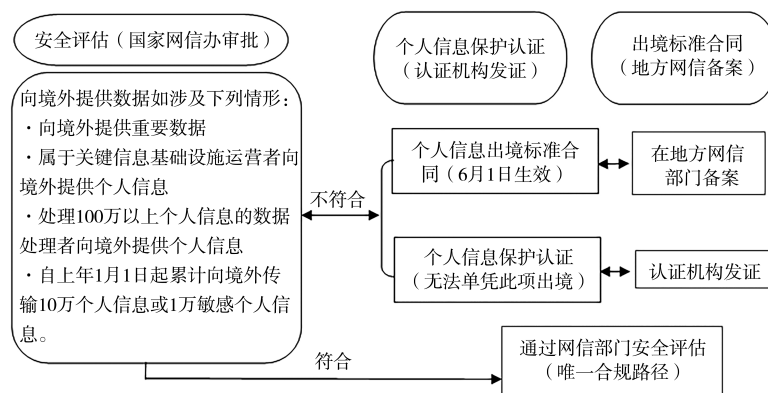 安全评估（国家网信办审批）
个人信息保护认证
（认证机构发证）
出境标准合同
（地方网信备案）
向境外提供数据如涉及下列情形：
·向境外提供重要数据
·属于关键信息基础设施运营者向
境外提供个人信息
·处理100万以上个人信息的数据
处理者向境外提供个人信息
·自上年1月1日起累计向境外传
输10万个人信息或1万敏感个人信
息。
不符合
个人信息出境标准合
同（6月1日生效）
在地方网信
部门备案
个人信息保护认证
（无法单凭此项出境）
认证机构发证
符合
通过网信部门安全评估
（唯一合规路径）